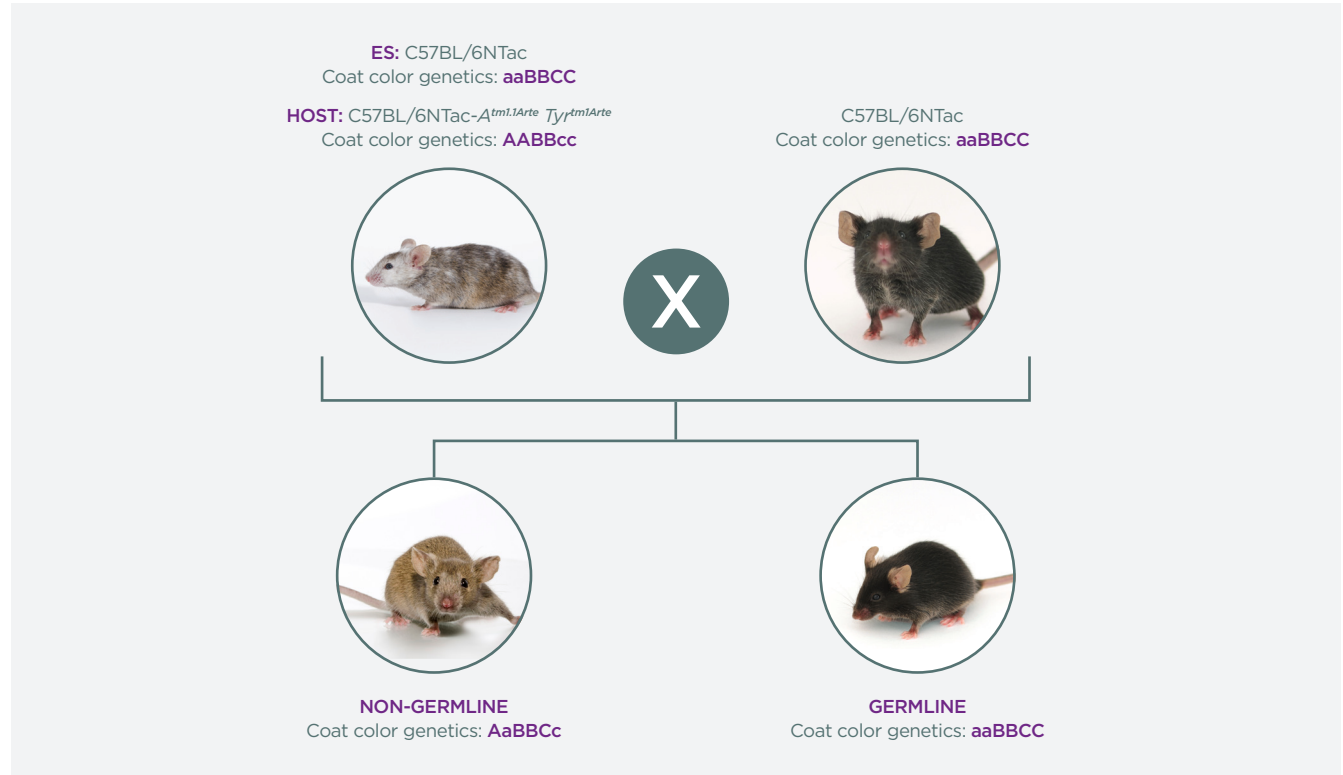 ES: C57BL/6NTac
Coat color genetics: aaBBCC
HOST: C57BL/6NTac-Atm1.1Arte Tyrtm1Arte
Coat color genetics: AABBcc
C57BL/6NTac
Coat color genetics: aaBBCC
X
NON-GERMLINE
Coat color genetics: AaBBCc
GERMLINE
Coat color genetics: aaBBCC